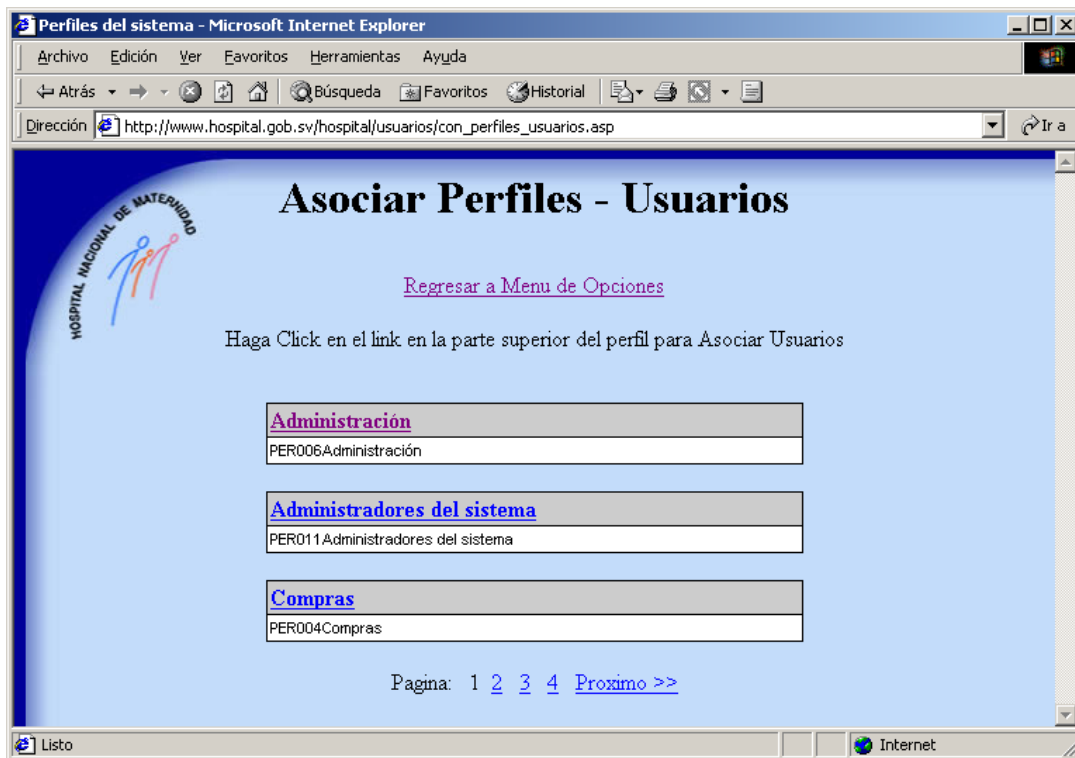 Perfiles del sistema - Microsoft Internet Explorer
Archivo Edición Ver Favoritos Herramientas Ayuda
Atrás Búsqueda Favoritos Historial
Dirección http://www.hospital.gob.sv/hospital/usuarios/con_perfiles_usuarios.asp Ir a
HOSPITAL NACIONAL DE MATERNIDAD
Asociar Perfiles - Usuarios
Regresar a Menu de Opciones
Haga Click en el link en la parte superior del perfil para Asociar Usuarios
Administración
PER006Administración
Administradores del sistema
PER011Administradores del sistema
Compras
PER004Compras
Pagina: 1 2 3 4 Proximo >>
Listo Internet